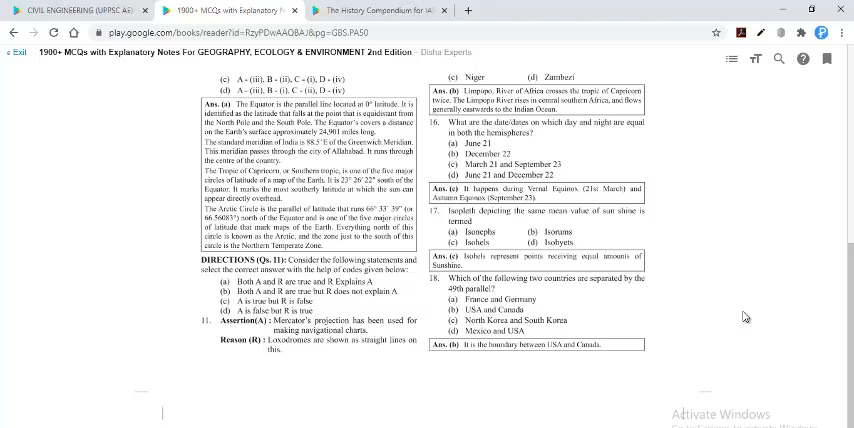 CIVIL ENGINEERING (UPPSC AE)
1900+ MCQs with Explanatory N
The History Compendium for IAS
play.google.com/books/reader?id=RzyPDwAAQBAJ&pg=GBS.PA50
« Exit 1900+ MCQs with Explanatory Notes For GEOGRAPHY, ECOLOGY & ENVIRONMENT 2nd Edition – Disha Experts
(c) A - (iii), B - (ii), C - (i), D - (iv)
(d) A - (iii), B - (i), C - (ii), D - (iv)
Ans. (a) The Equator is the parallel line located at 0° latitude. It is
identified as the latitude that falls at the point that is equidistant from
the North Pole and the South Pole. The Equator's covers a distance
on the Earth's surface approximately 24,901 miles long.
The standard meridian of India is 88.5°E of the Greenwich Meridian.
This meridian passes through the city of Allahabad. It runs through
the centre of the country.
The Tropic of Capricorn, or Southern tropic, is one of the five major
circles of latitude of a map of the Earth. It is 23° 26' 22" south of the
Equator. It marks the most southerly latitude at which the sun can
appear directly overhead.
The Arctic Circle is the parallel of latitude that runs 66° 33' 39" (or
66.56083°) north of the Equator and is one of the five major circles
of latitude that mark maps of the Earth. Everything north of this
circle is known as the Arctic, and the zone just to the south of this
circle is the Northern Temperate Zone.
DIRECTIONS (Qs. 11): Consider the following statements and
select the correct answer with the help of codes given below:
(a) Both A and R are true and R Explains A
(b) Both A and R are true but R does not explain A
(c) A is true but R is false
(d) A is false but R is true
11. Assertion(A) : Mercator's projection has been used for
making navigational charts.
Reason (R) : Loxodromes are shown as straight lines on
this.
(c) Niger (d) Zambezi
Ans. (b) Limpopo, River of Africa crosses the tropic of Capricorn
twice. The Limpopo River rises in central southern Africa, and flows
generally eastwards to the Indian Ocean.
16. What are the date/dates on which day and night are equal
in both the hemispheres?
(a) June 21
(b) December 22
(c) March 21 and September 23
(d) June 21 and December 22
Ans. (c) It happens during Vernal Equinox (21st March) and
Autumn Equinox (September 23).
17. Isopleth depicting the same mean value of sun shine is
termed
(a) Isonephs (b) Isorums
(c) Isohels (d) Isohyets
Ans. (c) Isohels represent points receiving equal amounts of
Sunshine.
18. Which of the following two countries are separated by the
49th parallel?
(a) France and Germany
(b) USA and Canada
(c) North Korea and South Korea
(d) Mexico and USA
Ans. (b) It is the boundary between USA and Canada.
Activate Windows